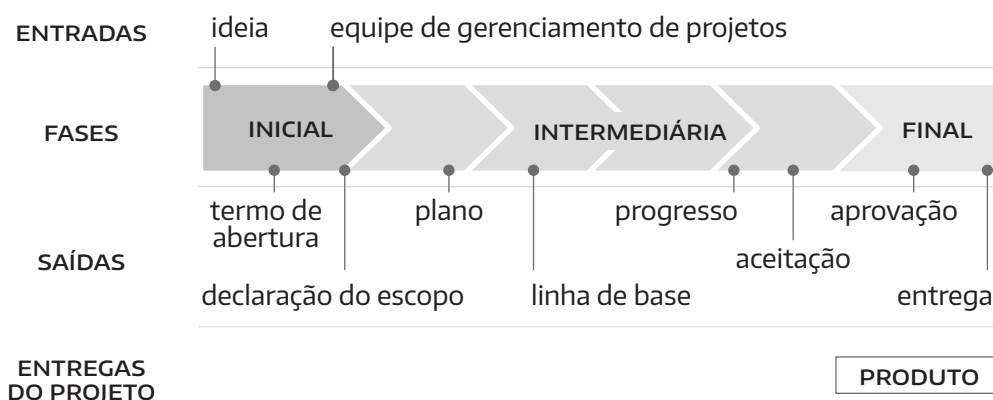 ENTRADAS
ideia
equipe de gerenciamento de projetos
FASES
INICIAL
INTERMEDIÁRIA
FINAL
SAÍDAS
termo de
abertura
plano
progresso
aprovação
aceitação
declaração do escopo
linha de base
entrega
ENTREGAS
DO PROJETO
PRODUTO